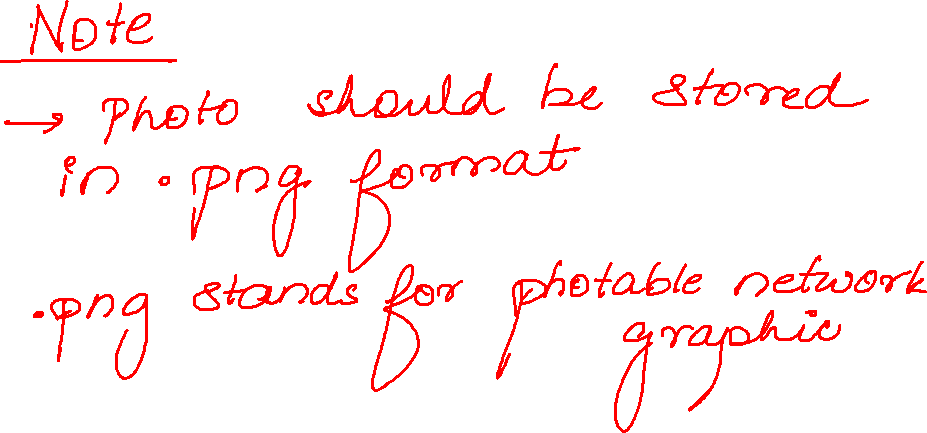 Note
→ Photo should be stored
in .png format
.png stands for photable network
graphic